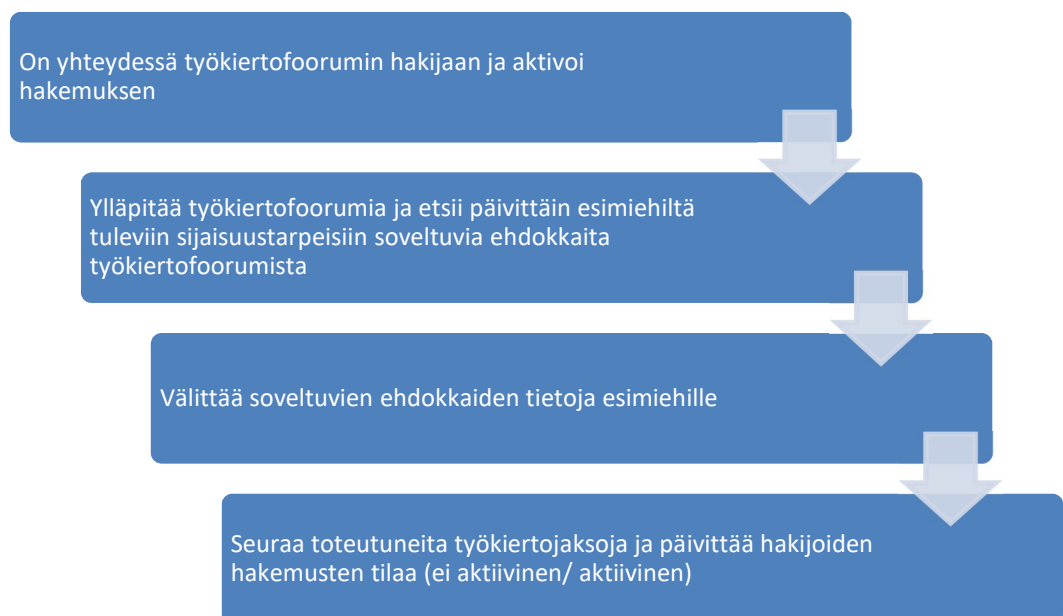 On yhteydessä työkiertofoorumin hakijaan ja aktivoi
hakemuksen
Ylläpitää työkiertofoorumia ja etsii päivittäin esimiehiltä
tuleviin sijaisuustarpeisiin soveltuvia ehdokkaita
työkiertofoorumista
Välittää soveltuvien ehdokkaiden tietoja esimiehille
Seuraa toteutuneita työkiertojaksoja ja päivittää hakijoiden
hakemusten tilaa (ei aktiivinen/ aktiivinen)